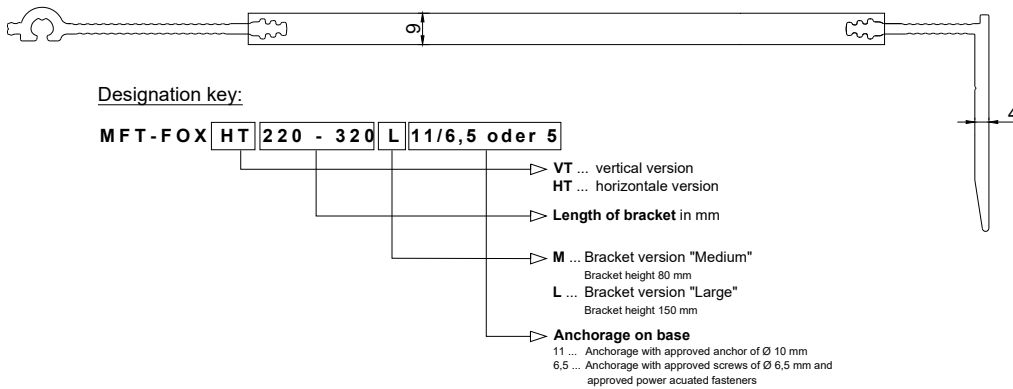 9
4
Designation key:
MFT-FOX HT 220 - 320 L 11/6,5 oder 5
VT ... vertical version
HT ... horizontale version
Length of bracket in mm
M ... Bracket version "Medium"
Bracket height 80 mm
L ... Bracket version "Large"
Bracket height 150 mm
Anchorage on base
11 ... Anchorage with approved anchor of Ø 10 mm
6,5 ... Anchorage with approved screws of Ø 6,5 mm and
approved power acuated fasteners